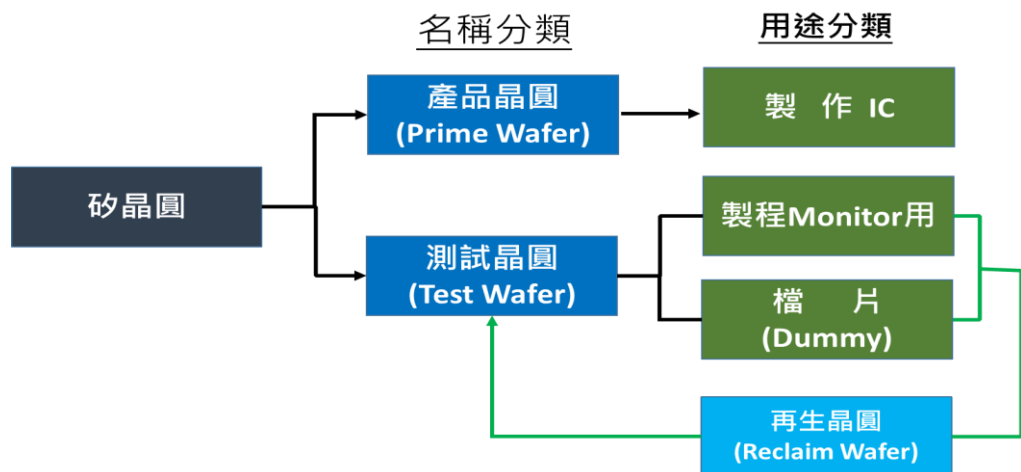 名稱分類
用途分類
產品晶圓
(Prime Wafer)
製 作 IC
矽晶圓
製程Monitor用
測試晶圓
(Test Wafer)
檔 片
(Dummy)
再生晶圓
(Reclaim Wafer)